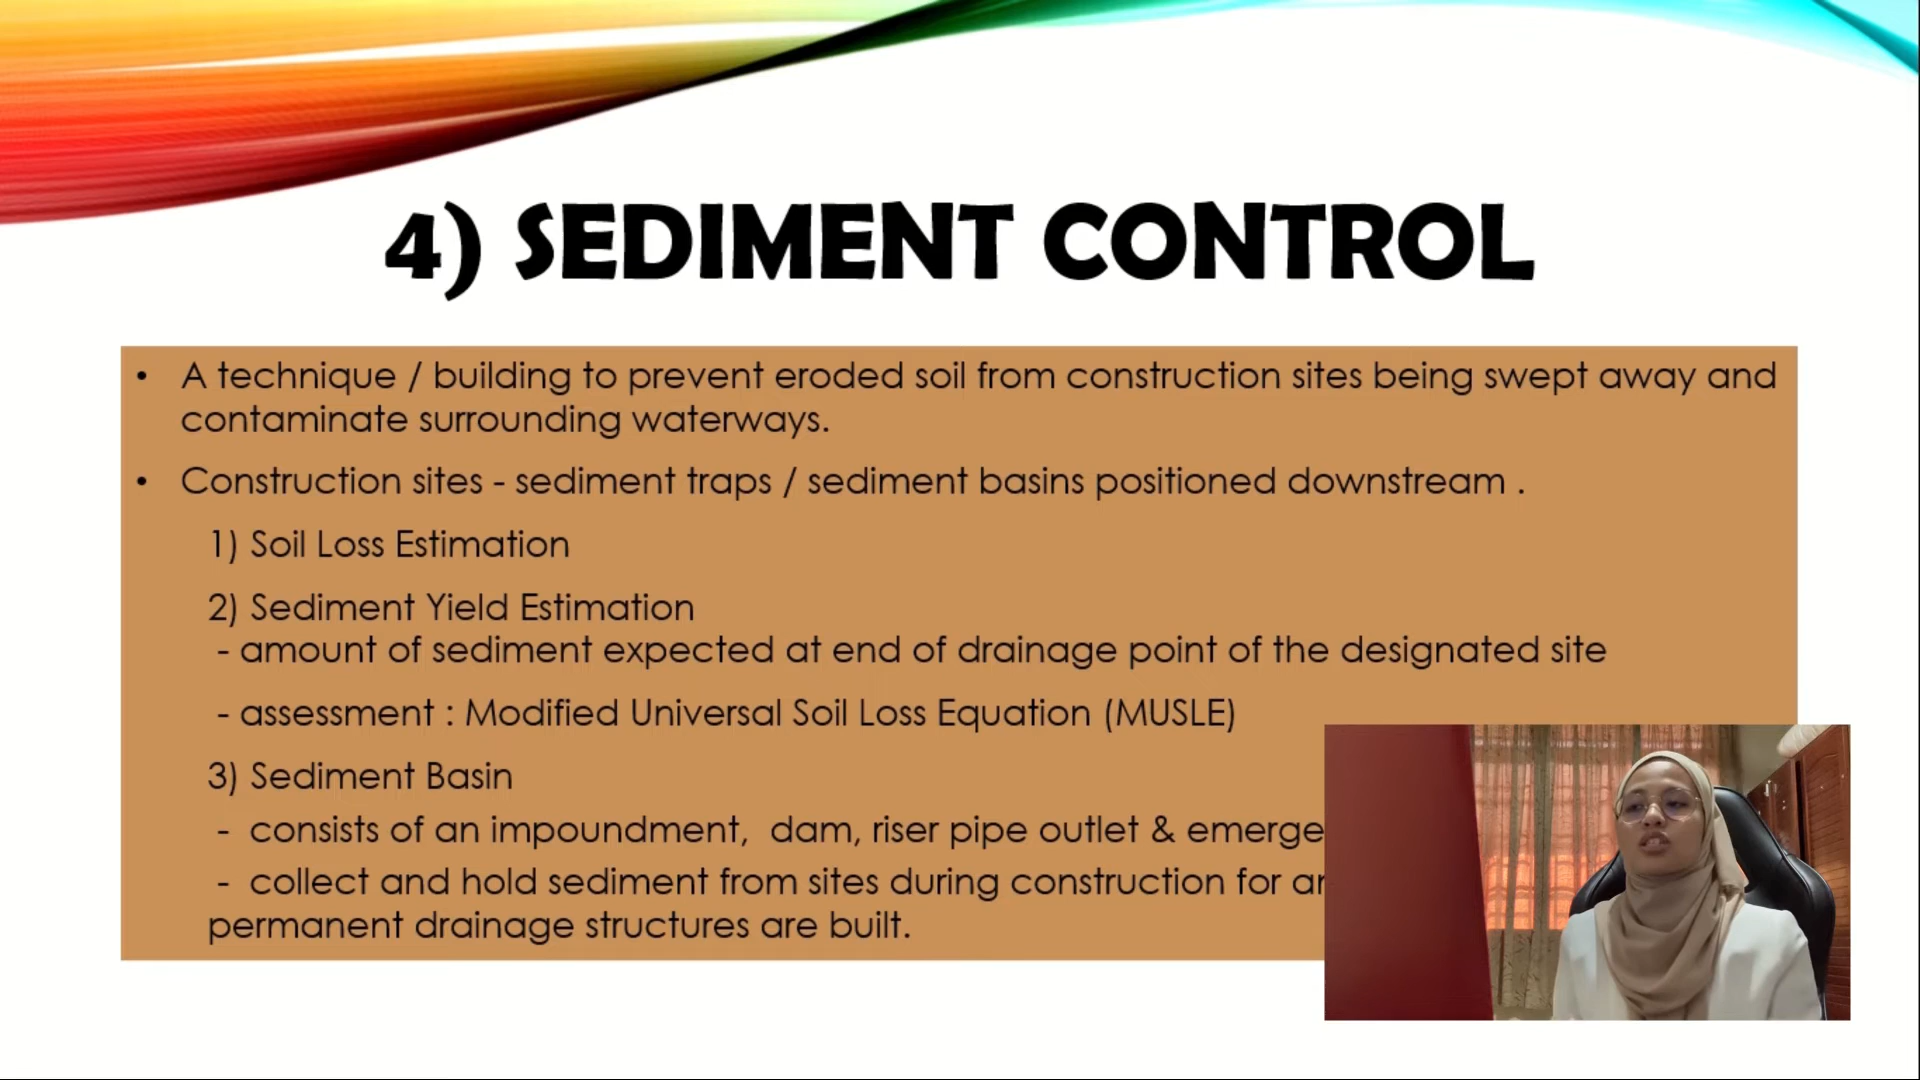 4) SEDIMENT CONTROL
• A technique / building to prevent eroded soil from construction sites being swept away and
contaminate surrounding waterways.
• Construction sites - sediment traps / sediment basins positioned downstream .
1) Soil Loss Estimation
2) Sediment Yield Estimation
- amount of sediment expected at end of drainage point of the designated site
- assessment : Modified Universal Soil Loss Equation (MUSLE)
3) Sediment Basin
- consists of an impoundment, dam, riser pipe outlet &
- collect and hold sediment from sites during construction for
permanent drainage structures are built.